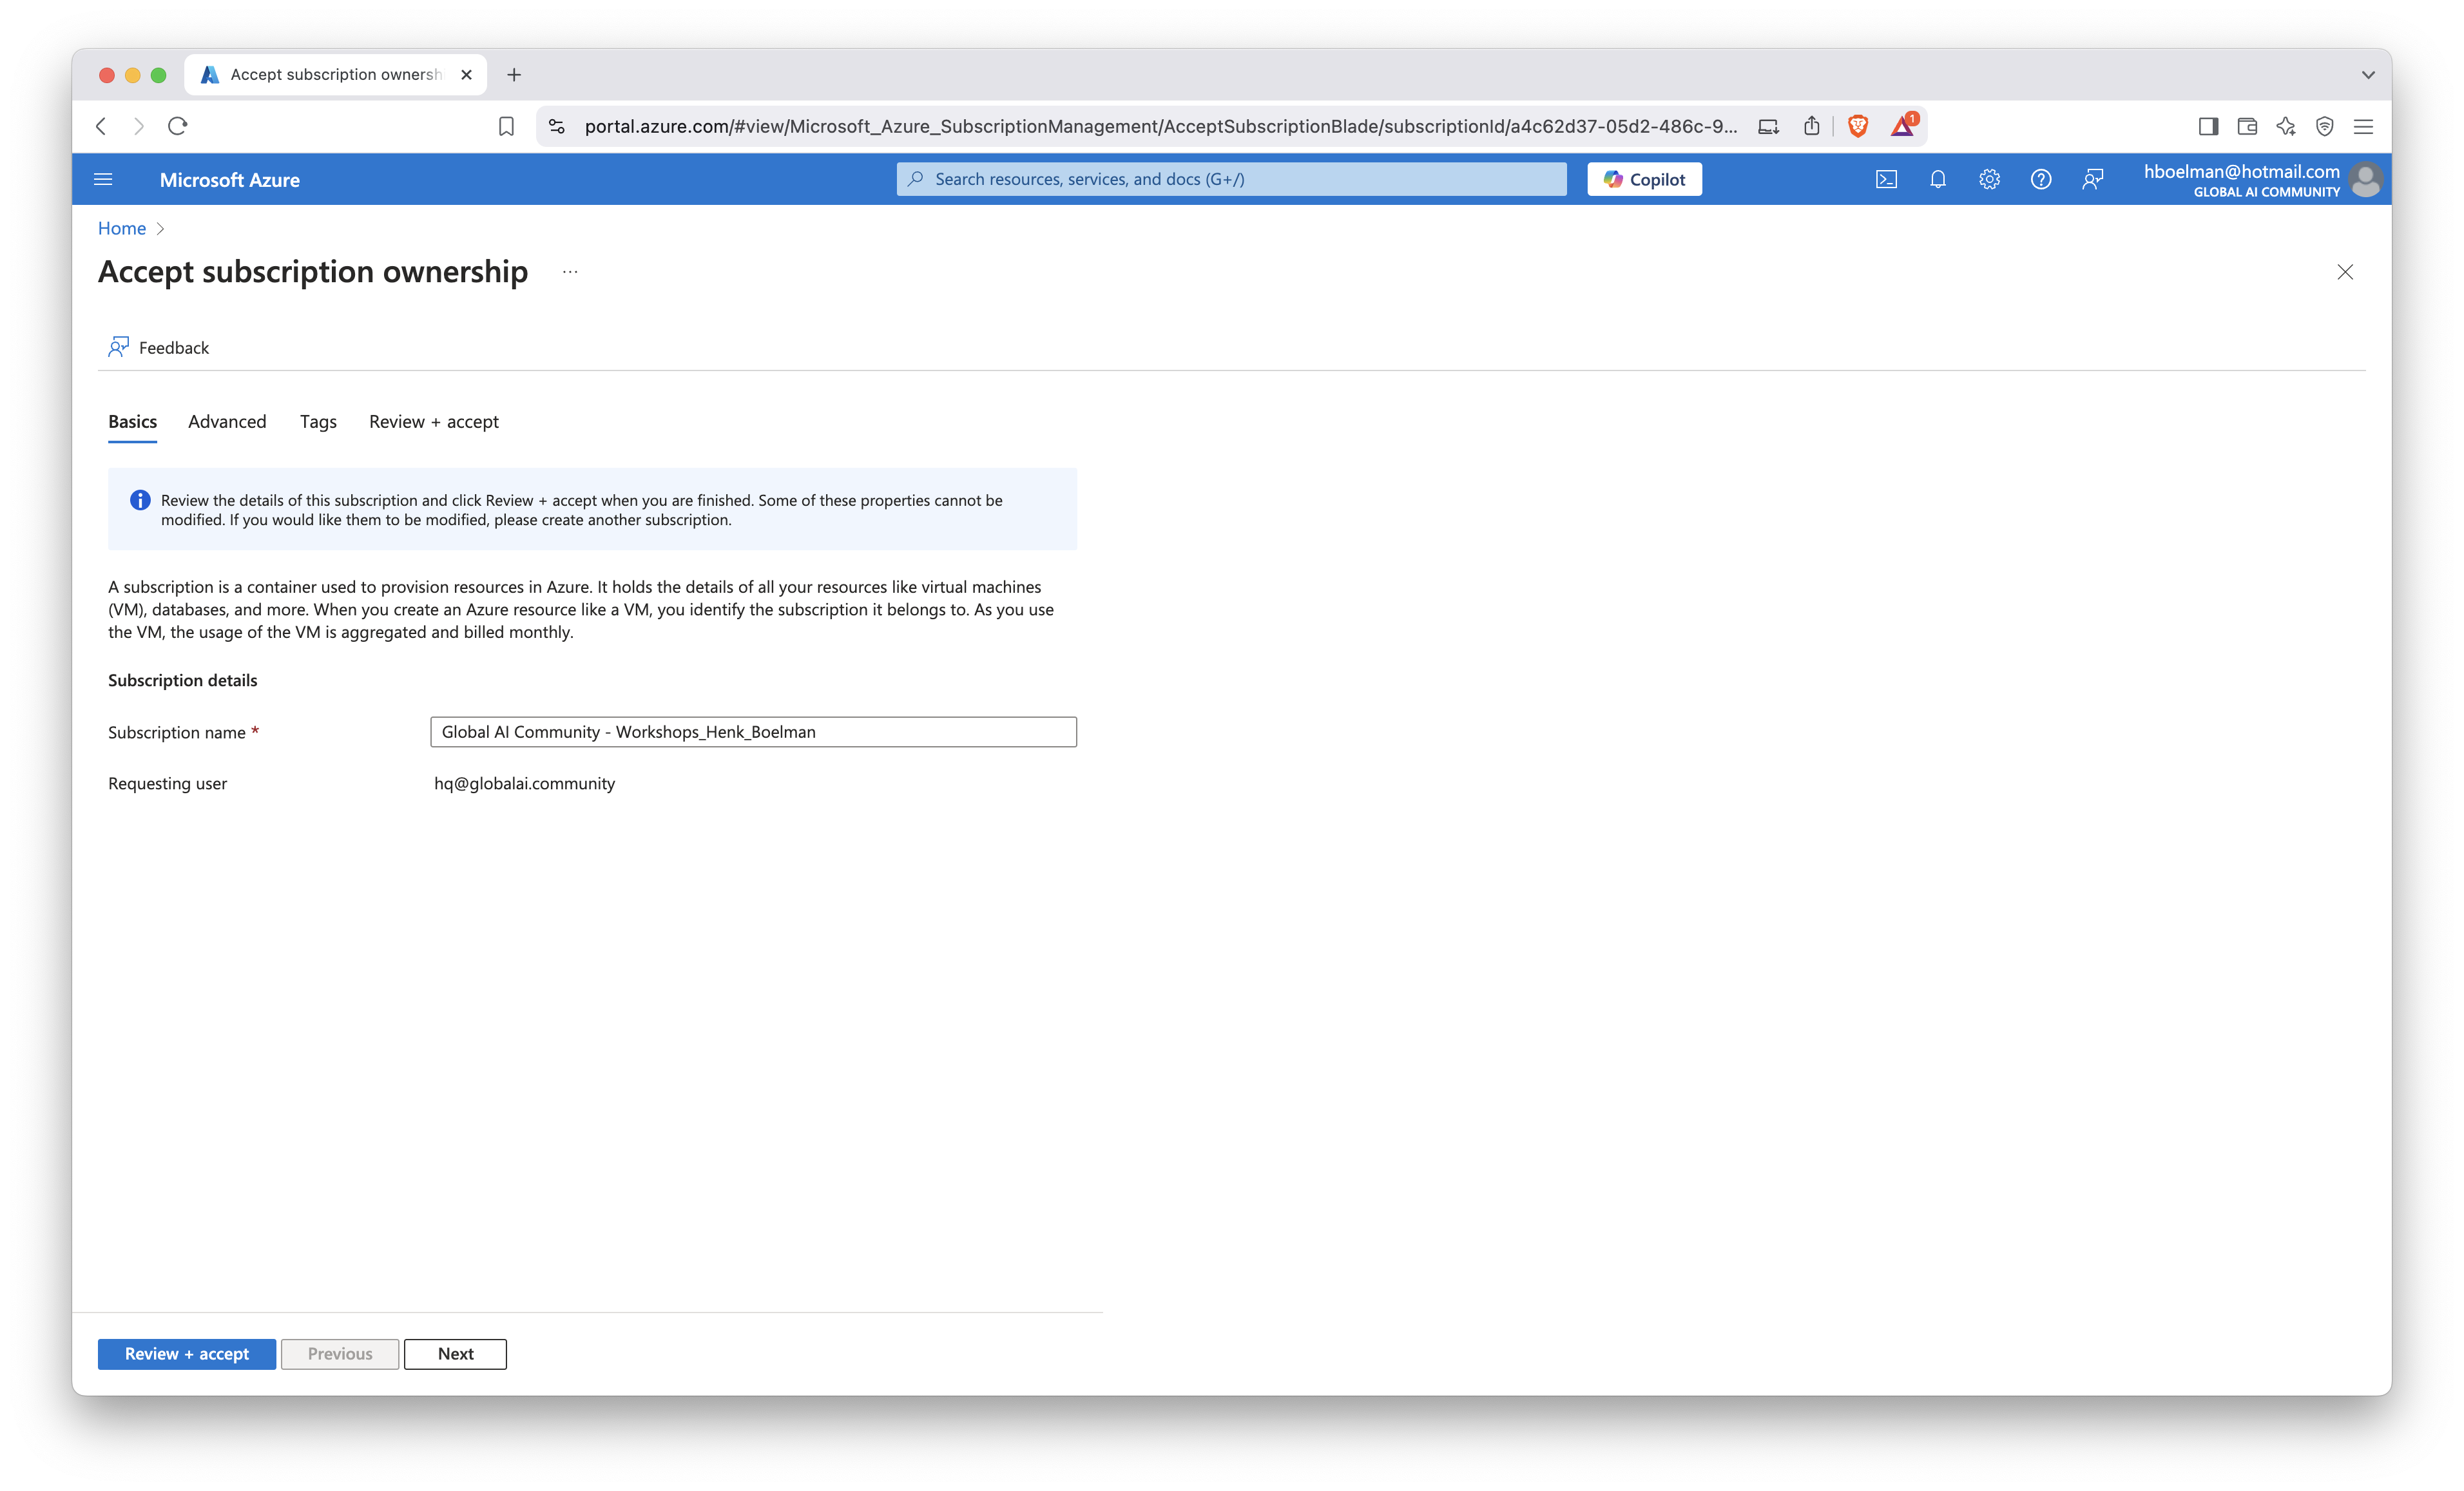 Accept subscription ownersh
portal.azure.com/#view/Microsoft_Azure_SubscriptionManagement/AcceptSubscriptionBlade/subscriptionId/a4c62d37-05d2-486c-9...
1
Microsoft Azure
Search resources, services, and docs (G+/)
Copilot
hboelman@hotmail.com
GLOBAL AI COMMUNITY
Home
Accept subscription ownership
Feedback
Basics Advanced Tags Review + accept
Review the details of this subscription and click Review + accept when you are finished. Some of these properties cannot be
modified. If you would like them to be modified, please create another subscription.
A subscription is a container used to provision resources in Azure. It holds the details of all your resources like virtual machines
(VM), databases, and more. When you create an Azure resource like a VM, you identify the subscription it belongs to. As you use
the VM, the usage of the VM is aggregated and billed monthly.
Subscription details
Subscription name * Global AI Community - Workshops_Henk_Boelman
Requesting user hq@globalai.community
Review + accept Previous Next